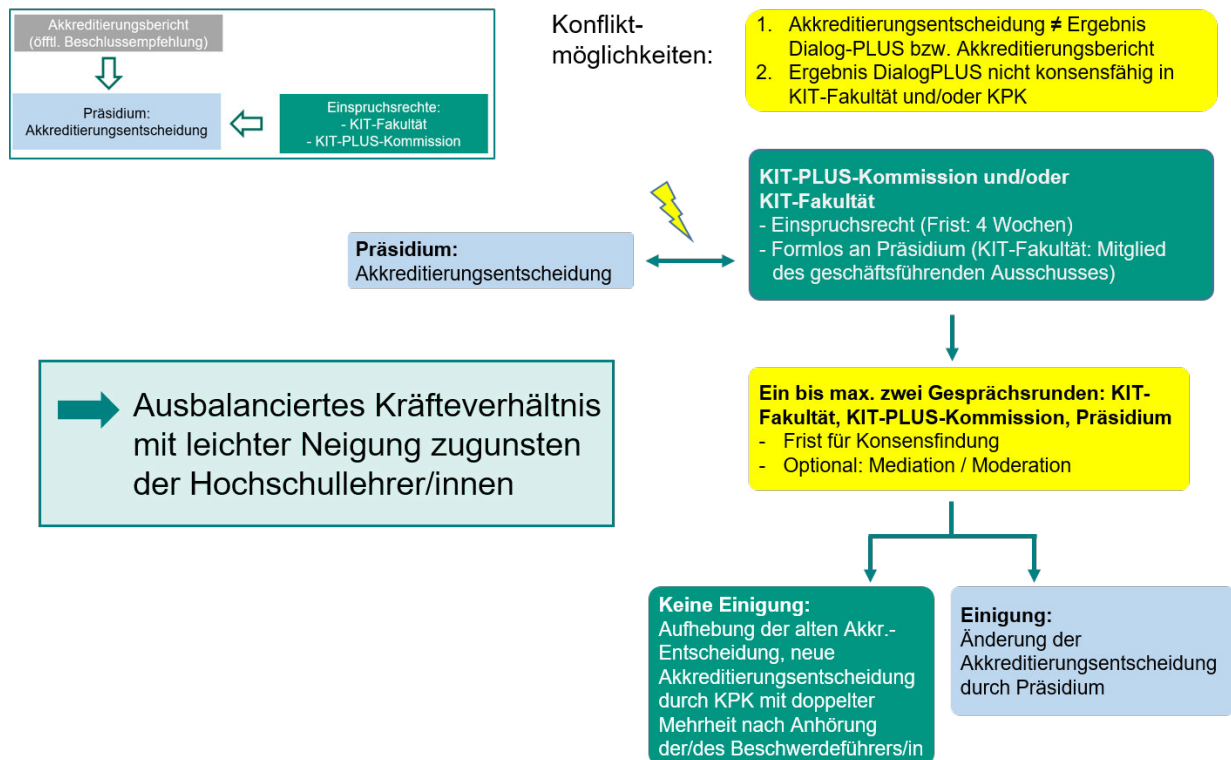 Akkreditierungsbericht
(öfftl. Beschlussempfehlung)
Präsidium:
Akkreditierungsentscheidung
Einspruchsrechte:
- KIT-Fakultät
- KIT-PLUS-Kommission
Konflikt-
möglichkeiten:
1. Akkreditierungsentscheidung ≠ Ergebnis
Dialog-PLUS bzw. Akkreditierungsbericht
2. Ergebnis DialogPLUS nicht konsensfähig in
KIT-Fakultät und/oder KPK
Präsidium:
Akkreditierungsentscheidung
KIT-PLUS-Kommission und/oder
KIT-Fakultät
- Einspruchsrecht (Frist: 4 Wochen)
- Formlos an Präsidium (KIT-Fakultät: Mitglied
des geschäftsführenden Ausschusses)
Ausbalanciertes Kräfteverhältnis
mit leichter Neigung zugunsten
der Hochschullehrer/innen
Ein bis max. zwei Gesprächsrunden: KIT-
Fakultät, KIT-PLUS-Kommission, Präsidium
- Frist für Konsensfindung
- Optional: Mediation / Moderation
Keine Einigung:
Aufhebung der alten Akkr.-
Entscheidung, neue
Akkreditierungsentscheidung
durch KPK mit doppelter
Mehrheit nach Anhörung
der/des Beschwerdeführers/in
Einigung:
Änderung der
Akkreditierungsentscheidung
durch Präsidium